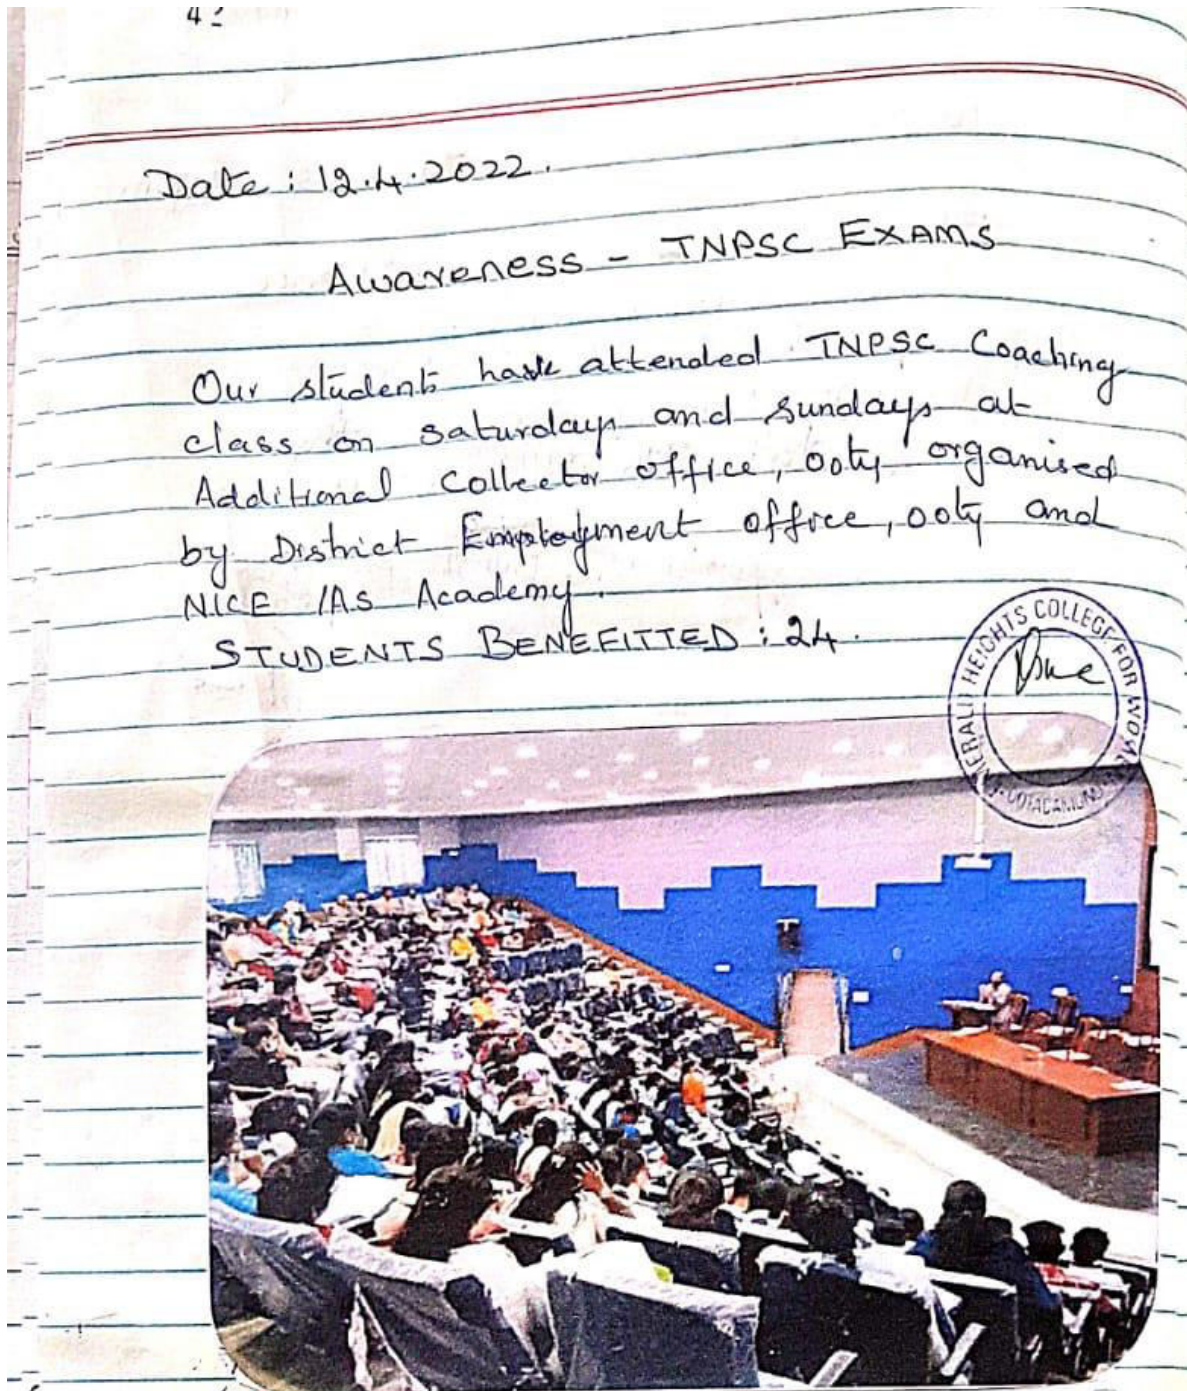 42
Date : 12.4.2022.
Awareness - TNPSC EXAMS
Our students have attended TNPSC Coaching
class on saturdays and sundays at
Additional Collector office, ooty organised
by District Employment office, ooty and
NICE IAS Academy.
STUDENTS BENEFITTED : 24.
EMERALD HEIGHTS COLLEGE FOR WOMEN